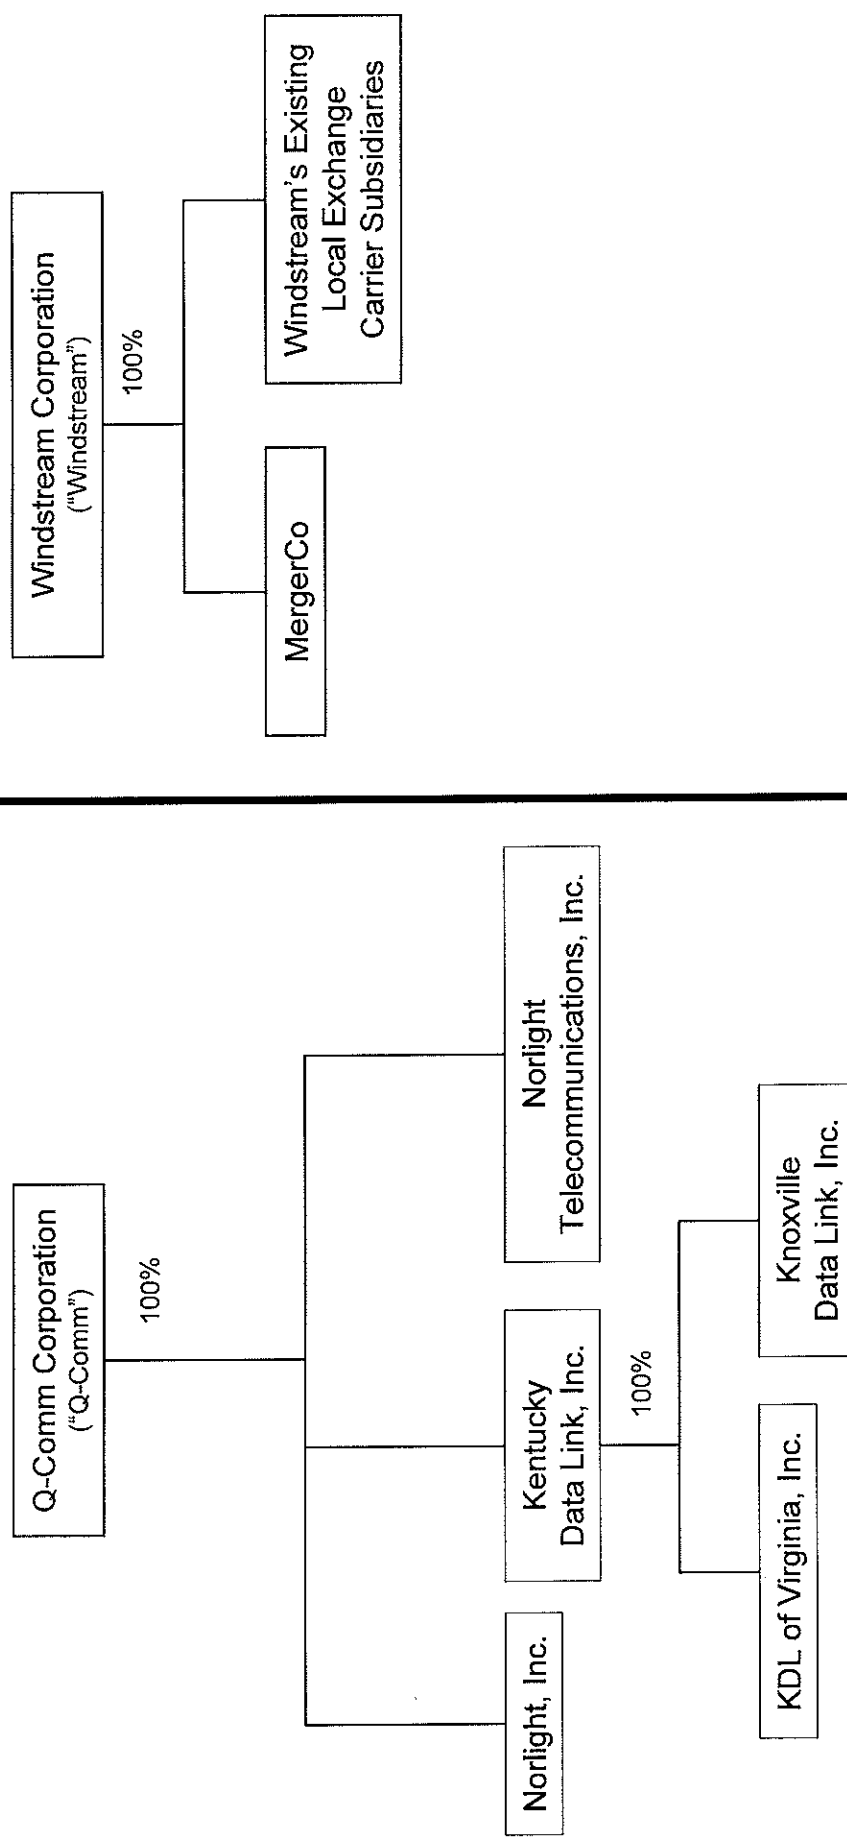 Q-Comm Corporation
("Q-Comm")
100%
Norlight, Inc.
Kentucky
Data Link, Inc.
Norlight
Telecommunications, Inc.
100%
KDL of Virginia, Inc.
Knoxville
Data Link, Inc.
Windstream Corporation
("Windstream")
100%
MergerCo
Windstream's Existing
Local Exchange
Carrier Subsidiaries